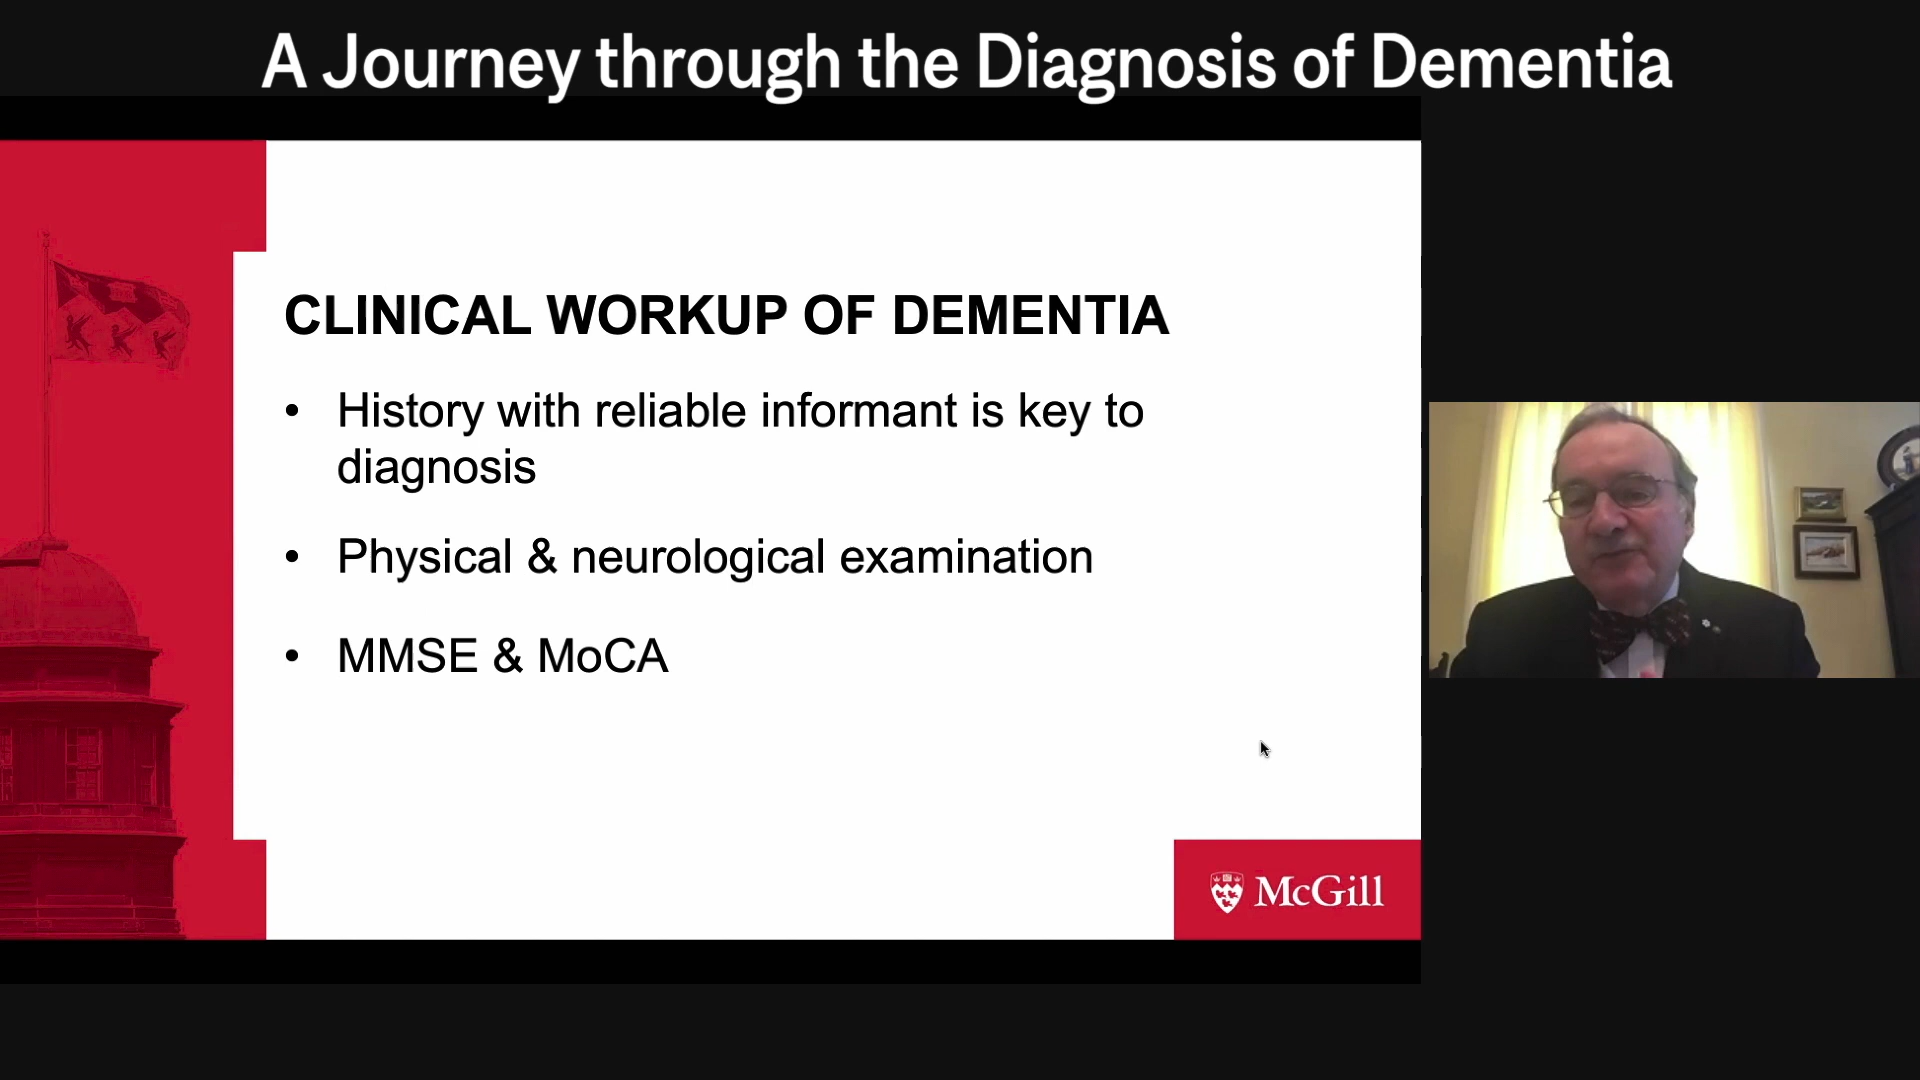 A Journey through the Diagnosis of Dementia
CLINICAL WORKUP OF DEMENTIA
• History with reliable informant is key to
diagnosis
• Physical & neurological examination
• MMSE & MoCA
McGill